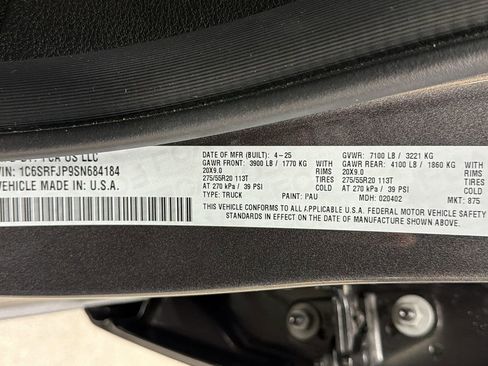 BY: FCA US LLC
VIN: 1C6SRFJP9SN684184
VEHICLE MADE IN U.S.A.
DATE OF MFR (BUILT): 4-25 GVWR: 7100 LB / 3221 KG
GAWR FRONT: 3900 LB / 1770 KG GAWR REAR: 4100 LB / 1860 KG
20X9.0 RIMS 20X9.0 RIMS
275/55R20 113T TIRES 275/55R20 113T TIRES
AT 270 kPa / 39 PSI COLD AT 270 kPa / 39 PSI
TYPE: TRUCK PAINT: PAU MDH: 020402 MKT: 875
THIS VEHICLE CONFORMS TO ALL APPLICABLE U.S.A. FEDERAL MOTOR VEHICLE SAFETY
STANDARDS IN EFFECT ON THE DATE OF MANUFACTURE SHOWN ABOVE.